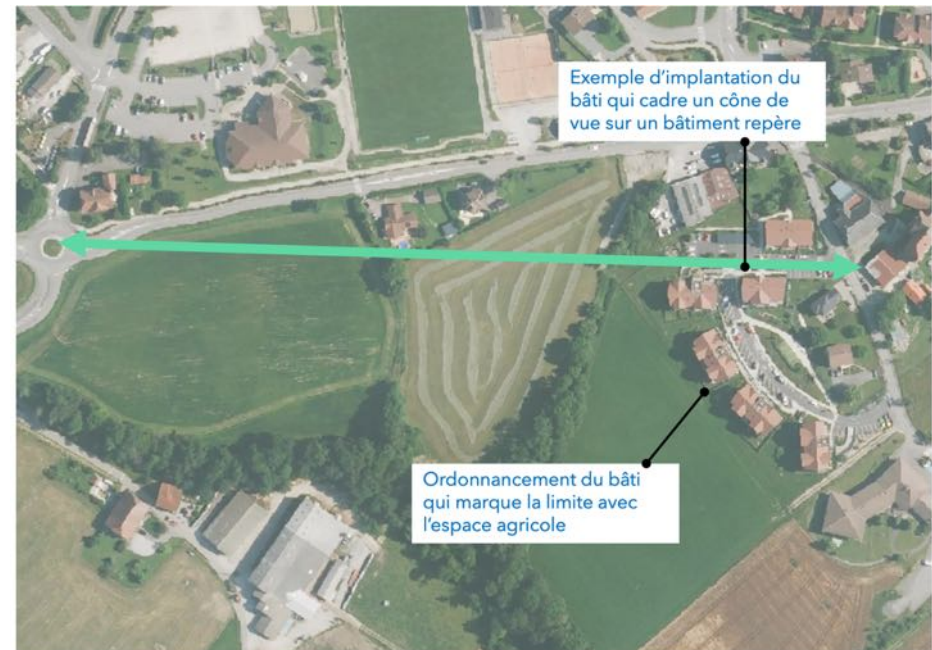 Exemple d'implantation du
bâti qui cadre un cône de
vue sur un bâtiment repère
Ordonnancement du bâti
qui marque la limite avec
l'espace agricole